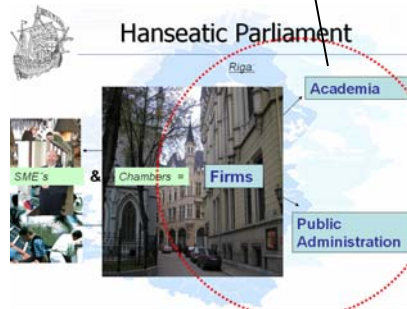 Hanseatic Parliament
Riga:
Academia
SME´s
&
Chambers =
Firms
Public
Administration